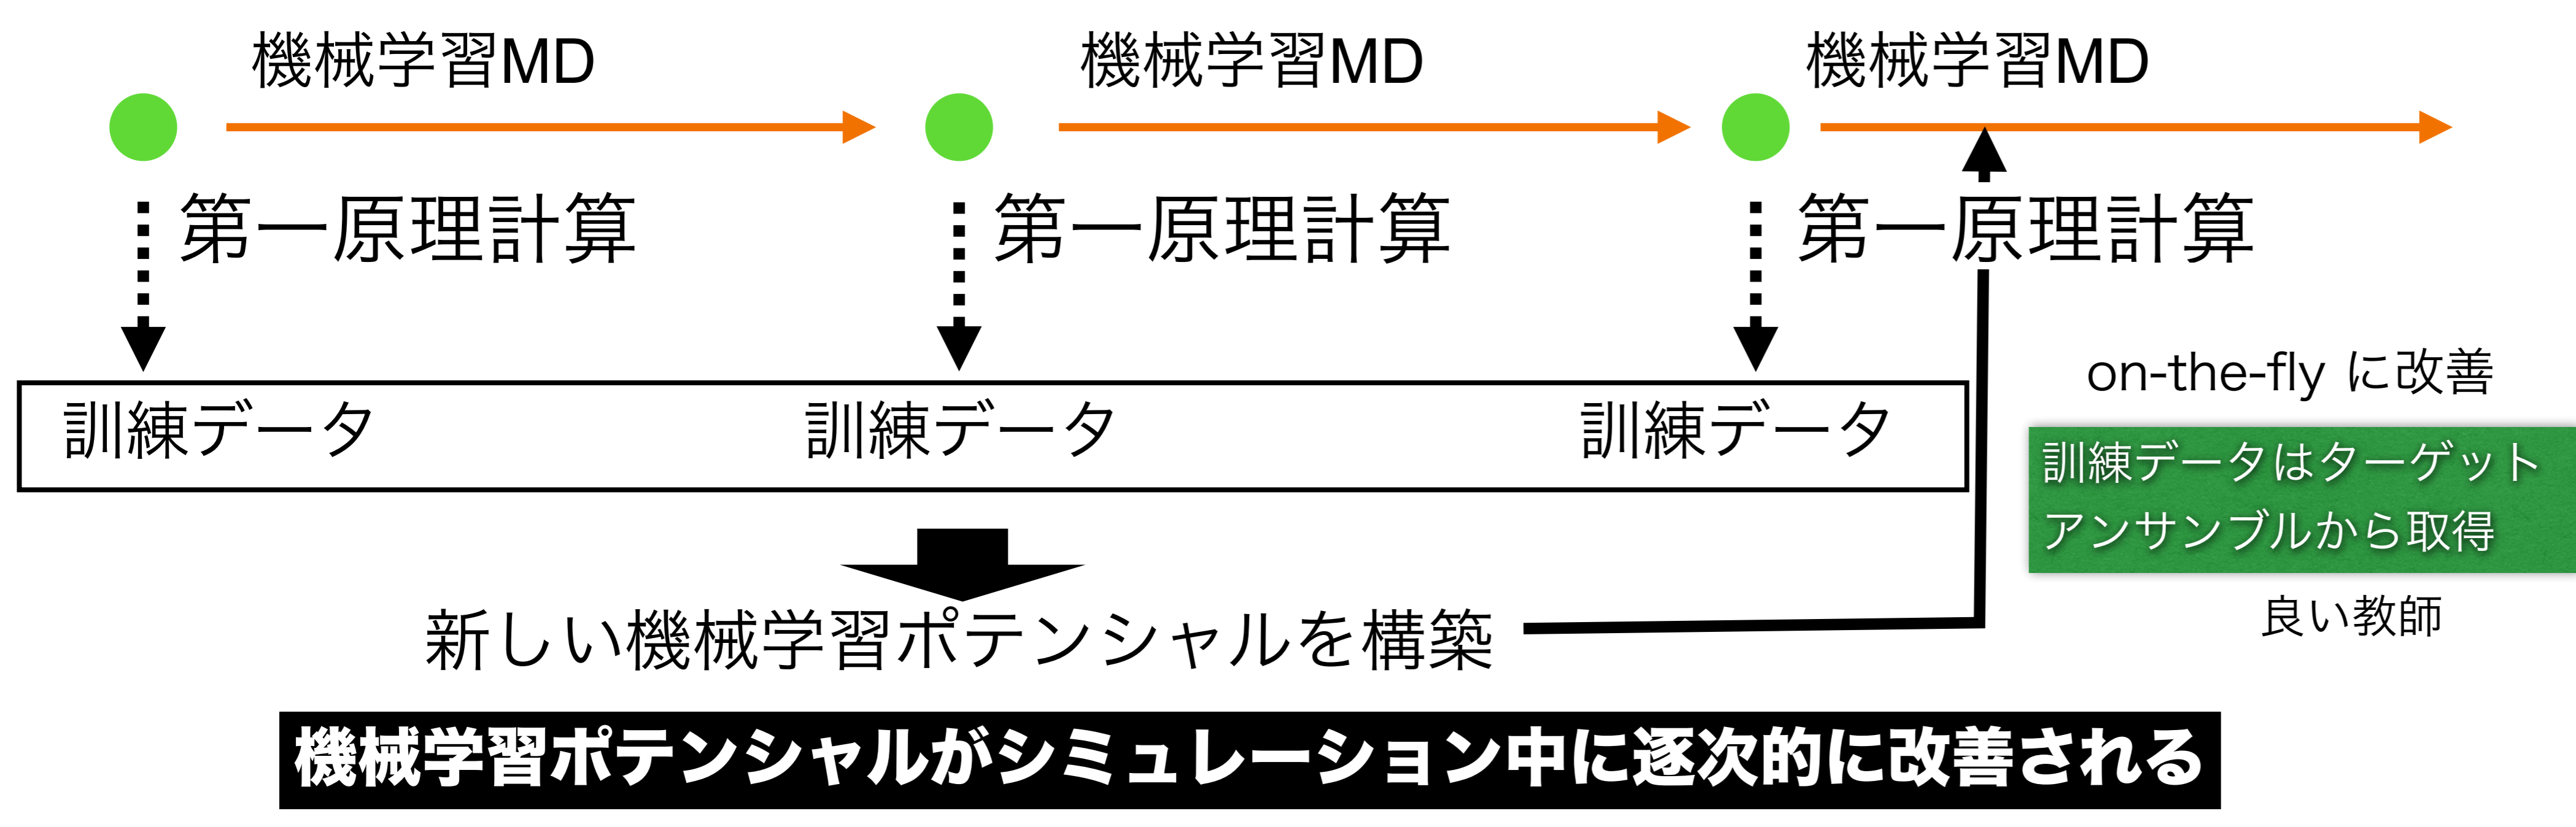 機械学習MD
機械学習MD
機械学習MD
第一原理計算
第一原理計算
第一原理計算
訓練データ
訓練データ
訓練データ
on-the-fly に改善
訓練データはターゲット
アンサンブルから取得
良い教師
新しい機械学習ポテンシャルを構築
機械学習ポテンシャルがシミュレーション中に逐次的に改善される